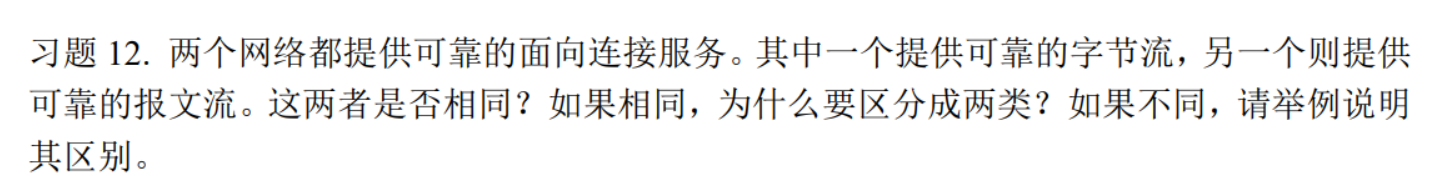 习题 12. 两个网络都提供可靠的面向连接服务。其中一个提供可靠的字节流，另一个则提供
可靠的报文流。这两者是否相同？如果相同，为什么要区分成两类？如果不同，请举例说明
其区别。